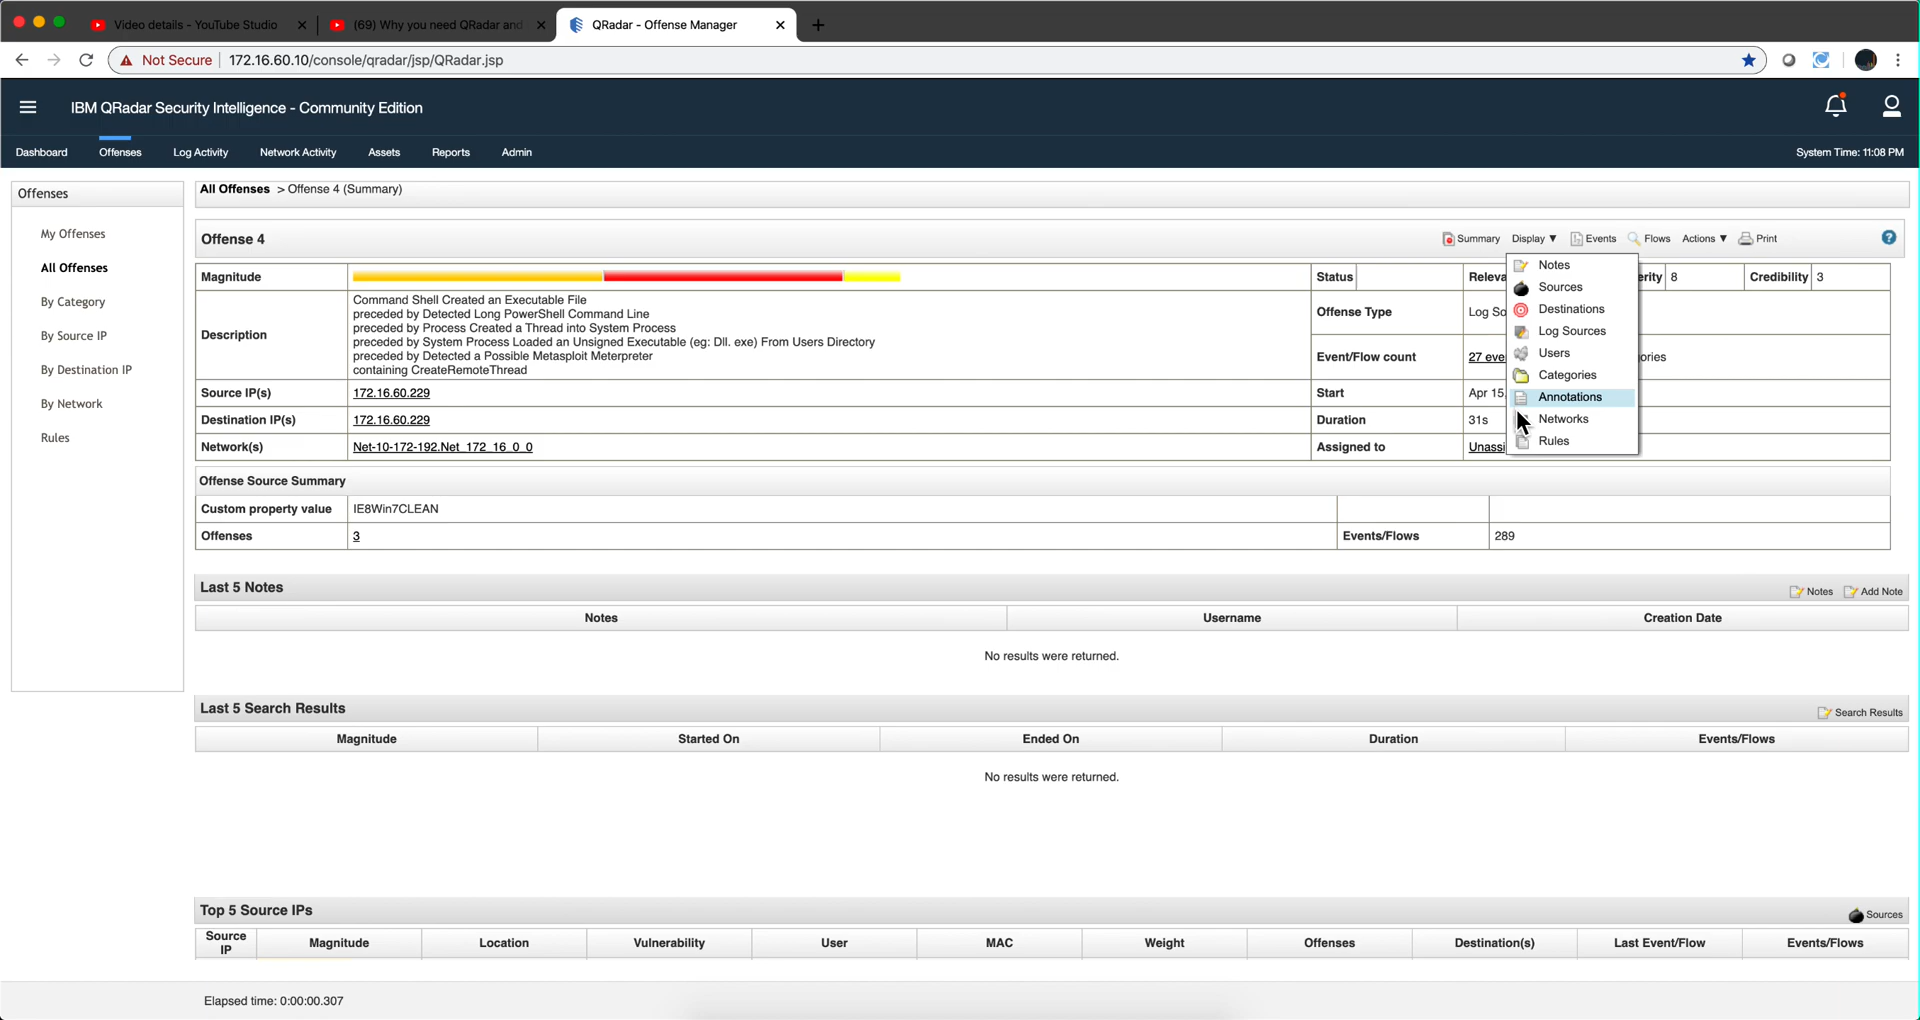 Video details - YouTube Studio
(69) Why you need QRadar and
QRadar - Offense Manager
Not Secure
172.16.60.10/console/qradar/jsp/QRadar.jsp
IBM QRadar Security Intelligence - Community Edition
Dashboard
Offenses
Log Activity
Network Activity
Assets
Reports
Admin
System Time: 11:08 PM
Offenses
My Offenses
All Offenses
By Category
By Source IP
By Destination IP
By Network
Rules
All Offenses > Offense 4 (Summary)
Offense 4
Summary
Display ▼
Events
Flows
Actions ▼
Print
?
Notes
Sources
Destinations
Log Sources
Users
Categories
Annotations
Networks
Rules
Magnitude
Status
Releva
erity
8
Credibility
3
Description
Command Shell Created an Executable File
preceded by Detected Long PowerShell Command Line
preceded by Process Created a Thread into System Process
preceded by System Process Loaded an Unsigned Executable (eg: Dll. exe) From Users Directory
preceded by Detected a Possible Metasploit Meterpreter
containing CreateRemoteThread
Offense Type
Log So
Event/Flow count
27 eve
ories
Source IP(s)
172.16.60.229
Start
Apr 15,
Destination IP(s)
172.16.60.229
Duration
31s
Network(s)
Net-10-172-192.Net_172_16_0_0
Assigned to
Unassi
Offense Source Summary
Custom property value
IE8Win7CLEAN
Offenses
3
Events/Flows
289
Last 5 Notes
Notes
Add Note
Notes
Username
Creation Date
No results were returned.
Last 5 Search Results
Search Results
Magnitude
Started On
Ended On
Duration
Events/Flows
No results were returned.
Top 5 Source IPs
Sources
Source
IP
Magnitude
Location
Vulnerability
User
MAC
Weight
Offenses
Destination(s)
Last Event/Flow
Events/Flows
Elapsed time: 0:00:00.307